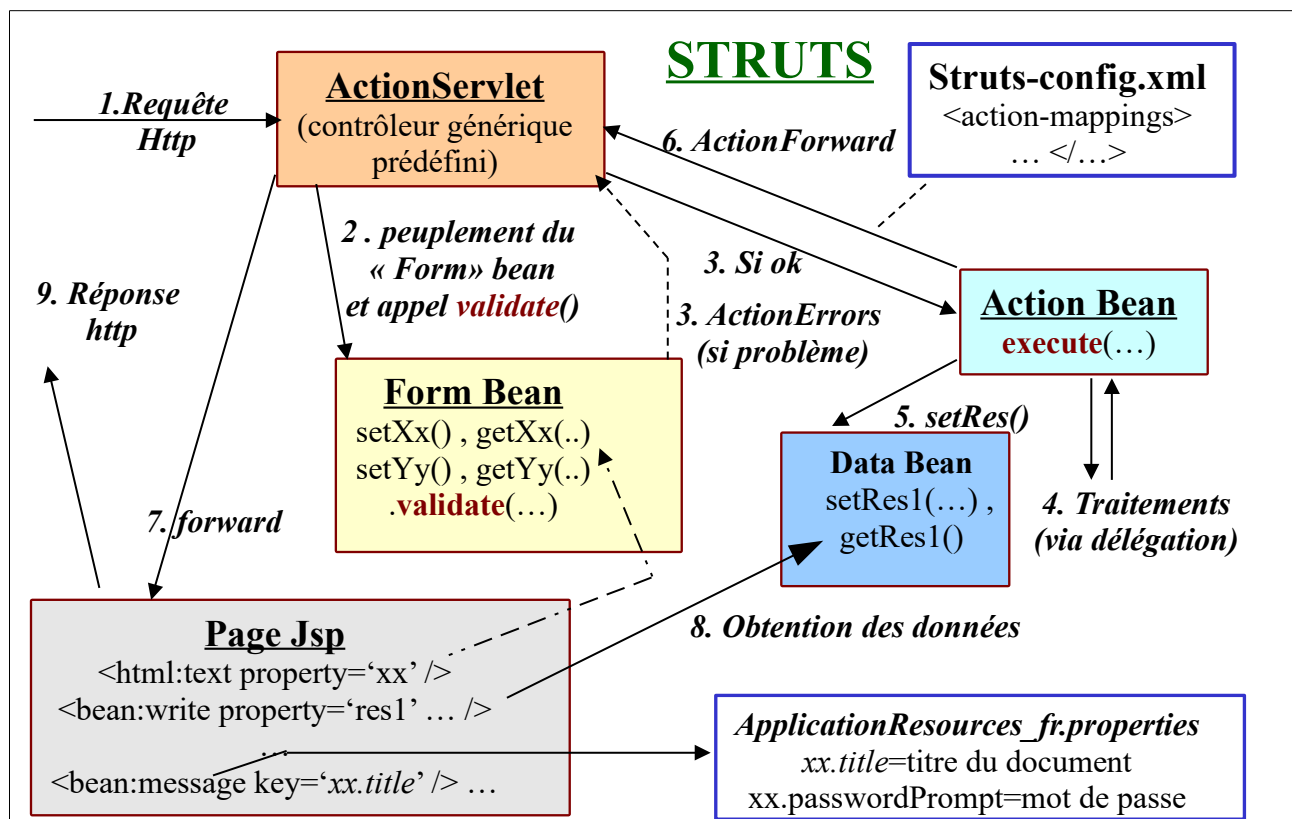 STRUTS
ActionServlet
(contrôleur générique
prédéfini)
Struts-config.xml
<action-mappings>
… </…>
1.Requête
Http
6. ActionForward
2 . peuplement du
« Form» bean
et appel validate()
3. Si ok
3. ActionErrors
(si problème)
9. Réponse
http
Action Bean
execute(…)
Form Bean
setXx() , getXx(..)
setYy() , getYy(..)
.validate(…)
5. setRes()
Data Bean
setRes1(…) ,
getRes1()
4. Traitements
(via délégation)
7. forward
8. Obtention des données
Page Jsp
<html:text property=‘xx’ />
<bean:write property=‘res1’ … />
…
<bean:message key=‘xx.title’ /> …
ApplicationResources_fr.properties
xx.title=titre du document
xx.passwordPrompt=mot de passe